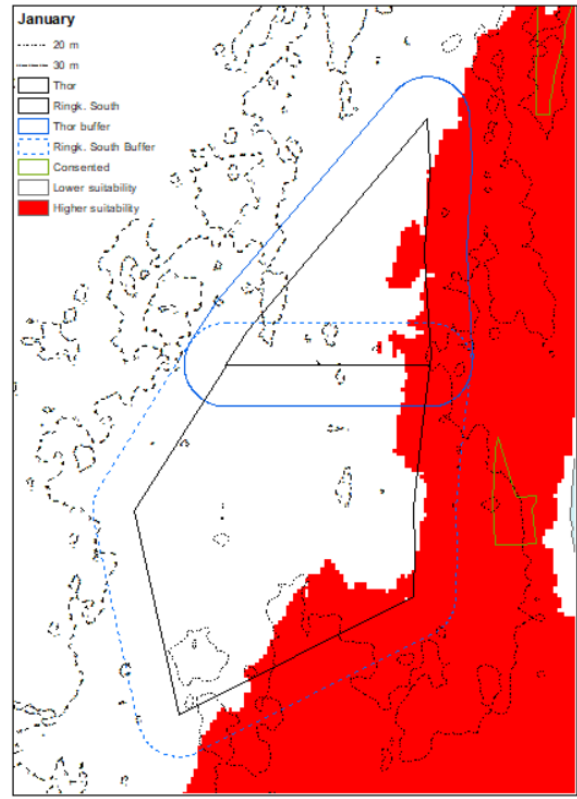 January
20 m
30 m
Thor
Ringk. South
Thor buffer
Ringk. South Buffer
Consented
Lower suitability
Higher suitability